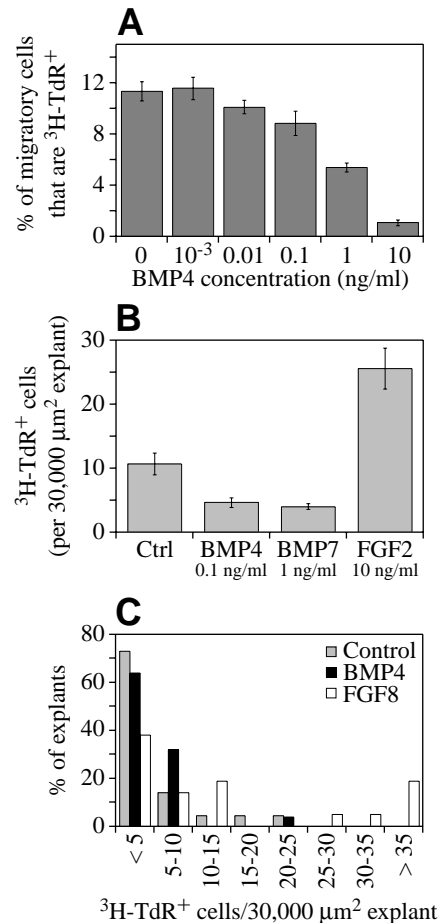 A
% of migratory cells
that are ³H-TdR⁺
12
8
4
0
0 10⁻³ 0.01 0.1 1 10
BMP4 concentration (ng/ml)
B
³H-TdR⁺ cells
(per 30,000 μm² explant)
30
20
10
0
Ctrl BMP4 BMP7 FGF2
0.1 ng/ml 1 ng/ml 10 ng/ml
C
% of explants
80
60
40
20
0
Control
BMP4
FGF8
< 5 5-10 10-15 15-20 20-25 25-30 30-35 > 35
³H-TdR⁺ cells/30,000 μm² explant